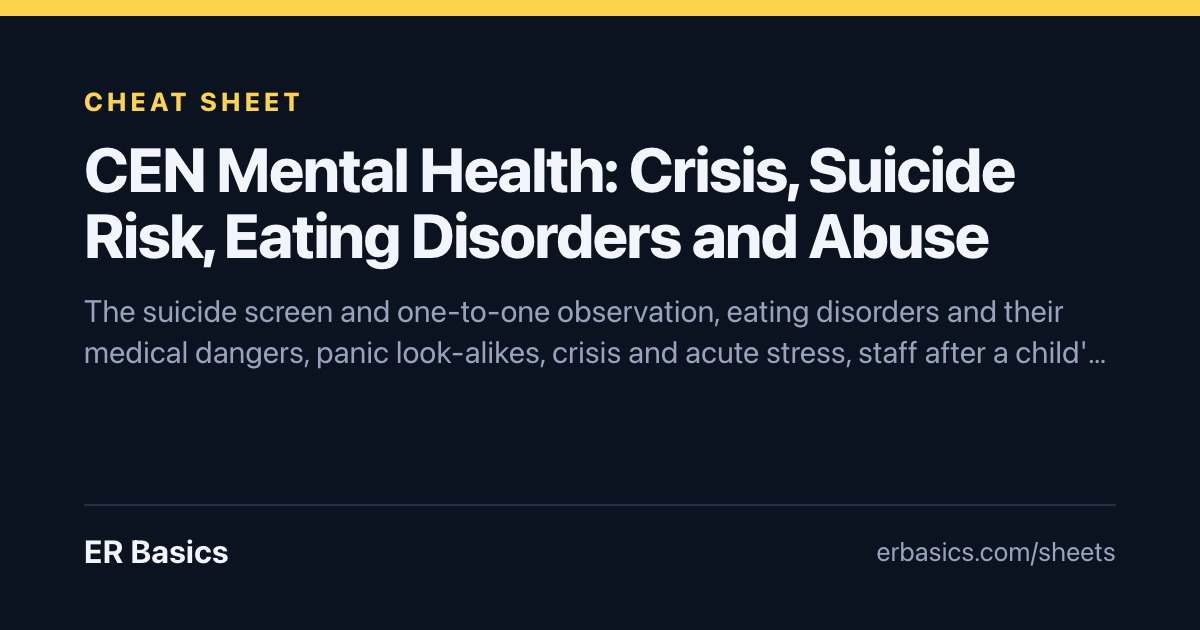 CHEAT SHEET
CEN Mental Health: Crisis, Suicide
Risk, Eating Disorders and Abuse
The suicide screen and one-to-one observation, eating disorders and their
medical dangers, panic look-alikes, crisis and acute stress, staff after a child'...
ER Basics
erbasics.com/sheets